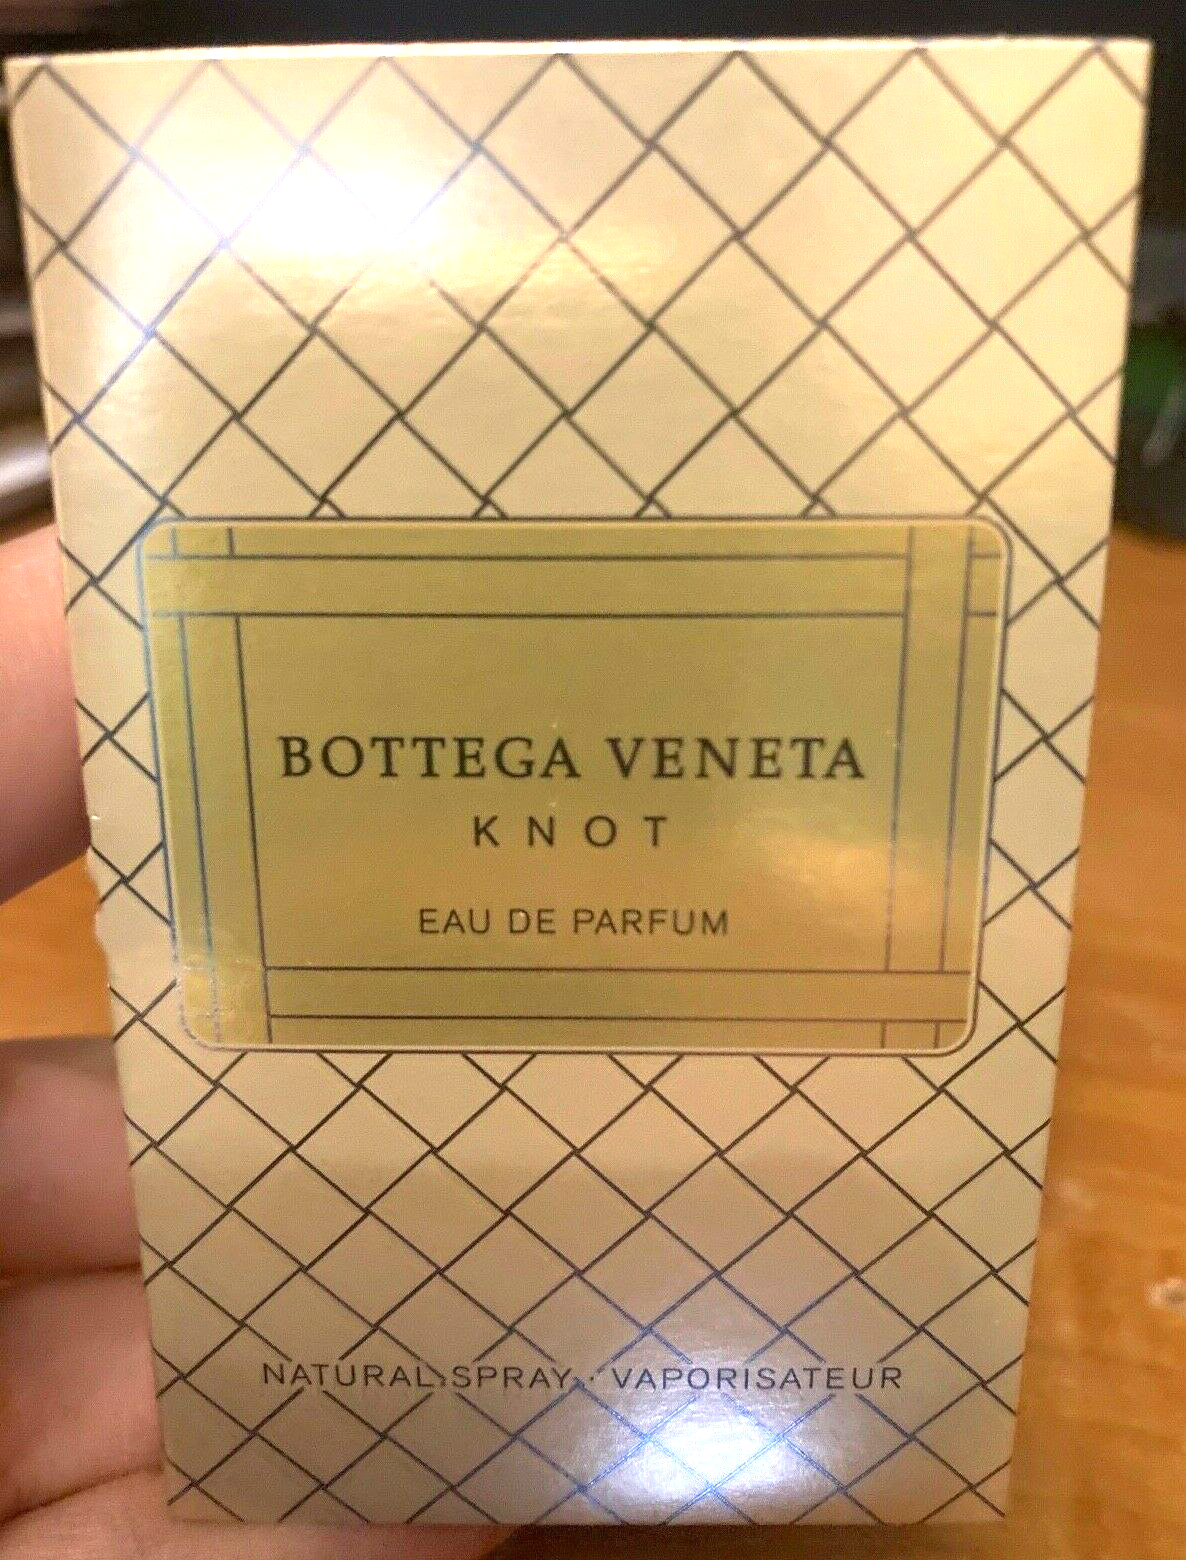 BOTTEGA VENETA
KNOT
EAU DE PARFUM
NATURAL SPRAY · VAPORISATEUR